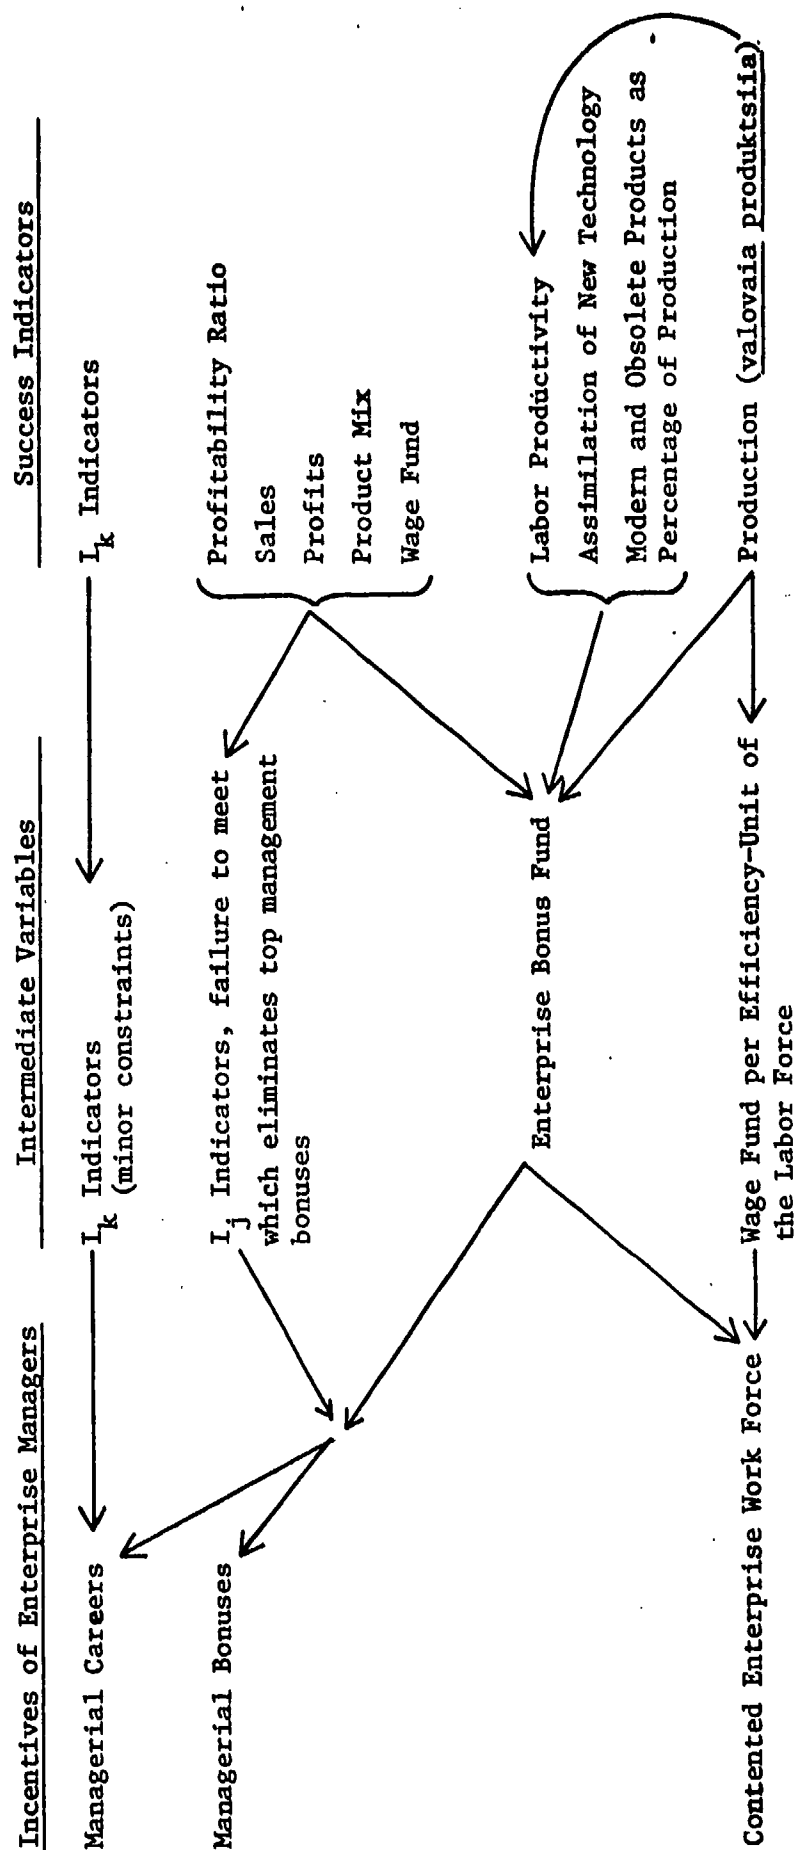 Incentives of Enterprise Managers
Intermediate Variables
Success Indicators
Managerial Careers
I_k Indicators
(minor constraints)
I_k Indicators
Managerial Bonuses
I_j Indicators, failure to meet
which eliminates top management
bonuses
Profitability Ratio
Sales
Profits
Product Mix
Wage Fund
Enterprise Bonus Fund
Labor Productivity
Assimilation of New Technology
Modern and Obsolete Products as
Percentage of Production
Contented Enterprise Work Force
Wage Fund per Efficiency-Unit of
the Labor Force
Production (valovaia produktsiia)